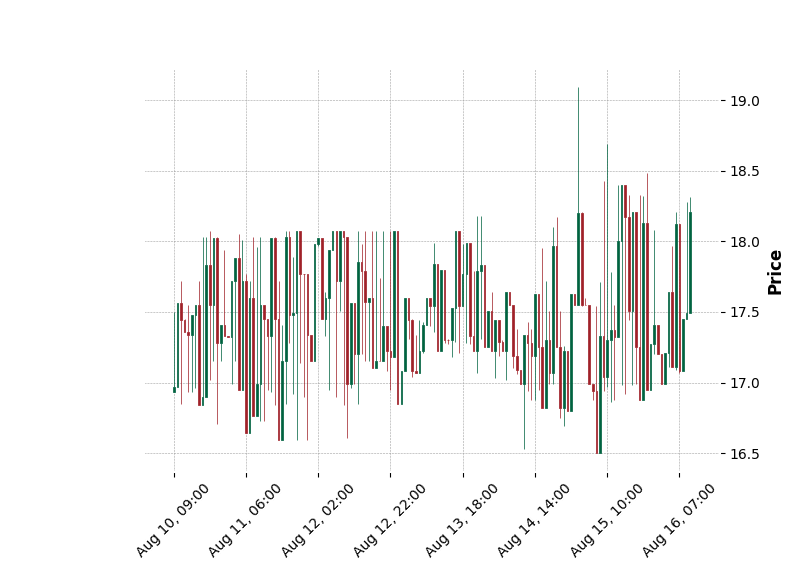 19.0
18.5
18.0
17.5
17.0
16.5
Price
Aug 10, 09:00
Aug 11, 06:00
Aug 12, 02:00
Aug 12, 22:00
Aug 13, 18:00
Aug 14, 14:00
Aug 15, 10:00
Aug 16, 07:00